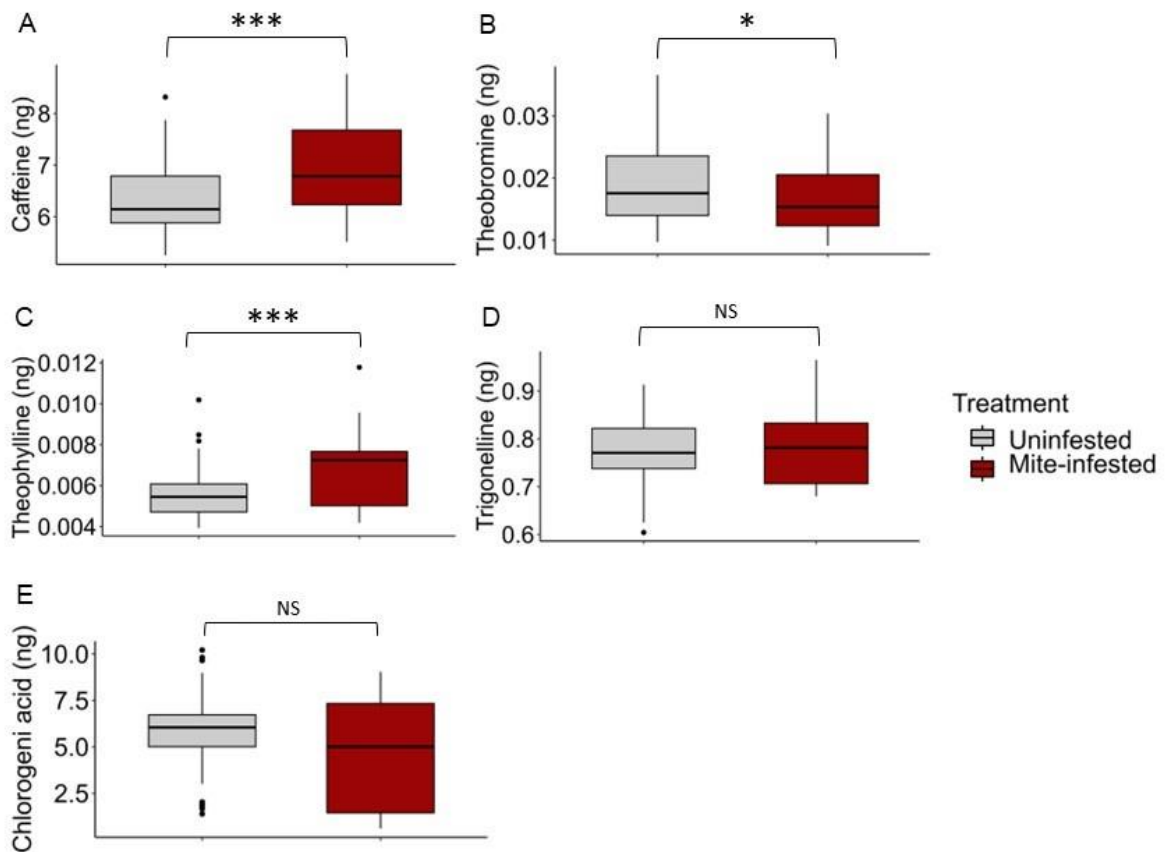 A
***
Caffeine (ng)
8
7
6
B
*
Theobromine (ng)
0.03
0.02
0.01
C
***
Theophylline (ng)
0.012
0.010
0.008
0.006
0.004
D
NS
Trigonelline (ng)
0.9
0.8
0.7
0.6
Treatment
Uninfested
Mite-infested
E
NS
Chlorogeni acid (ng)
10.0
7.5
5.0
2.5